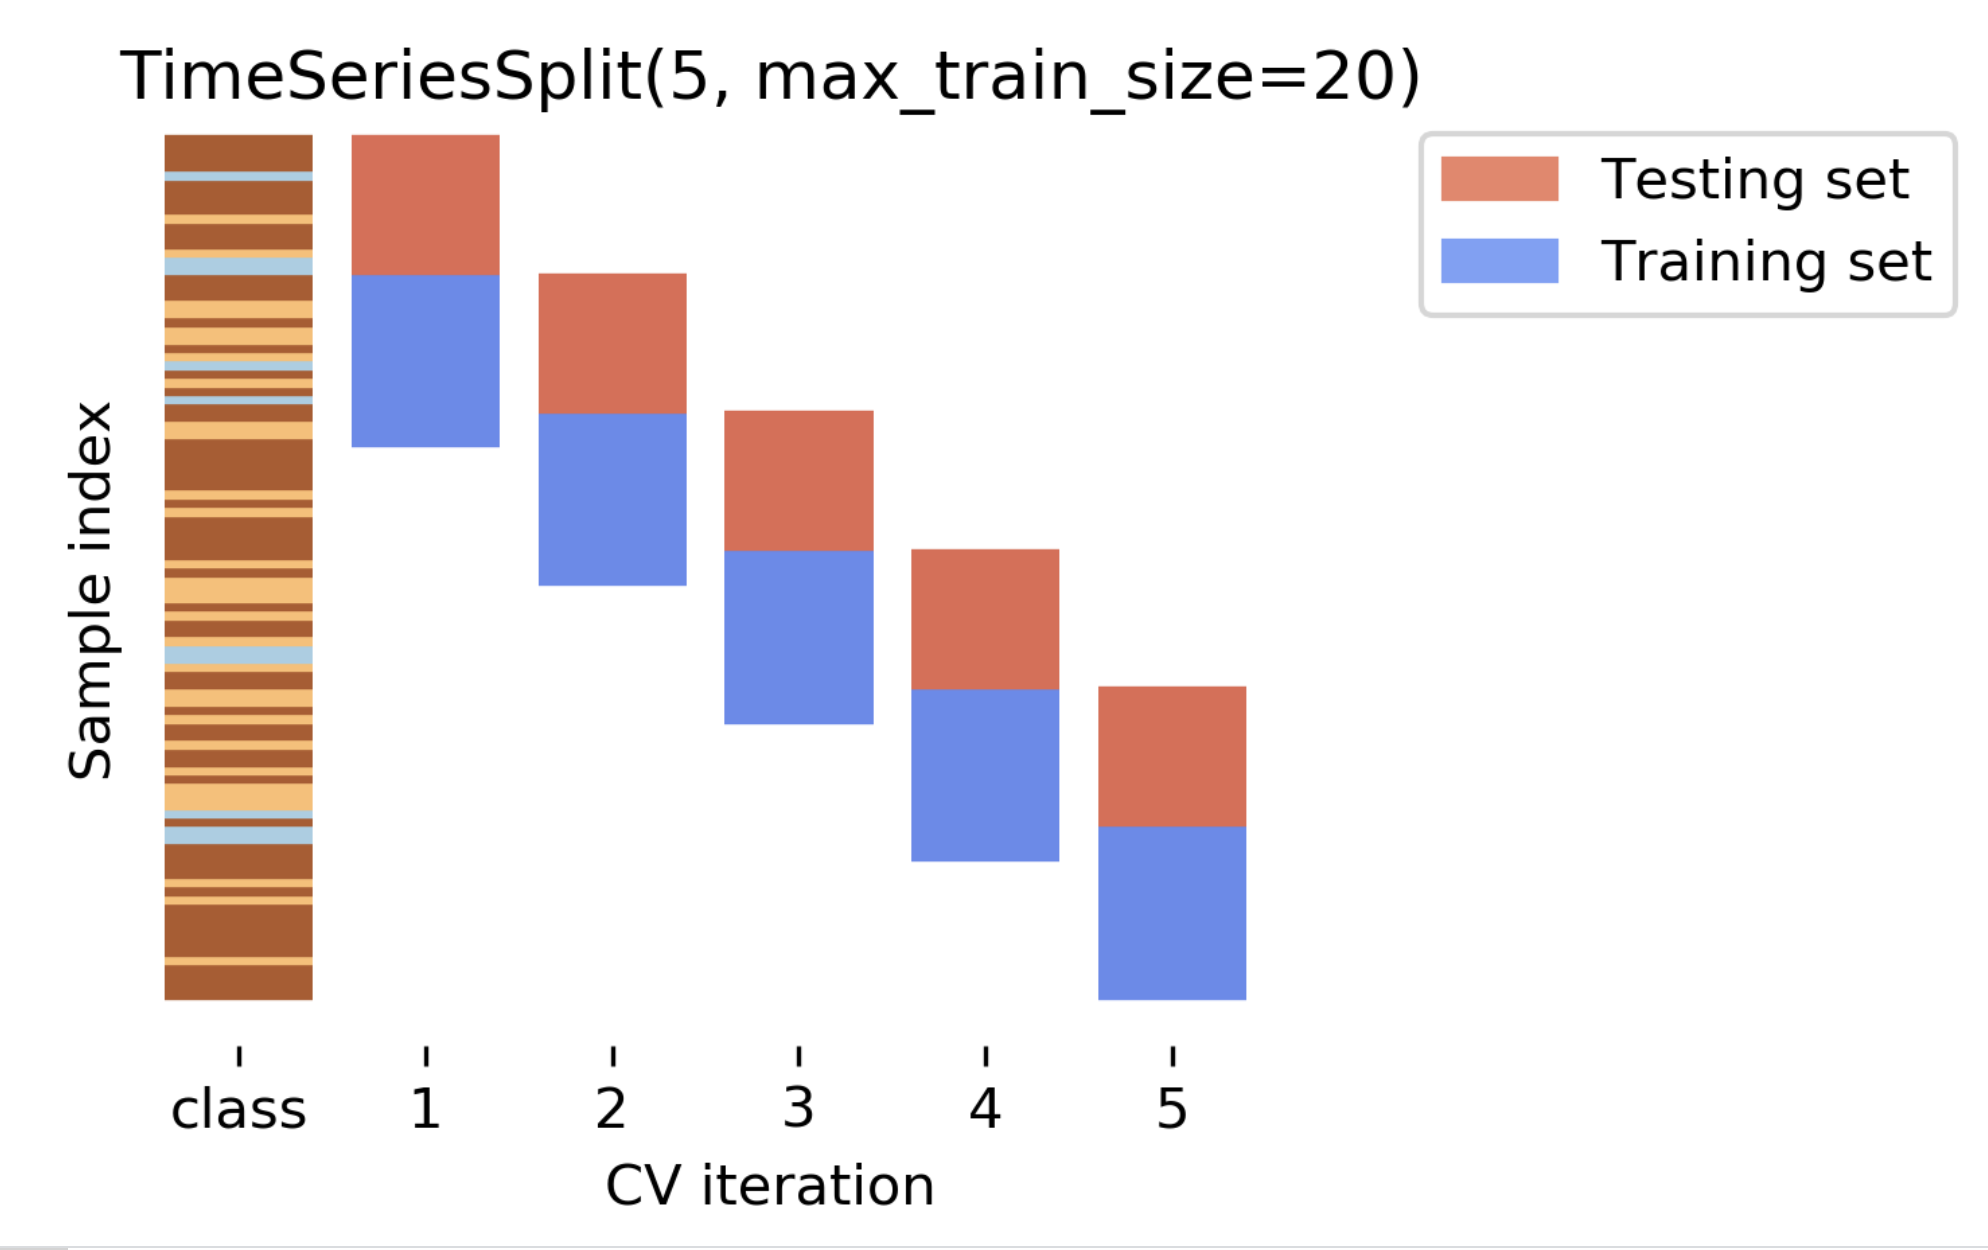 TimeSeriesSplit(5, max_train_size=20)
Testing set
Training set
Sample index
class 1 2 3 4 5
CV iteration